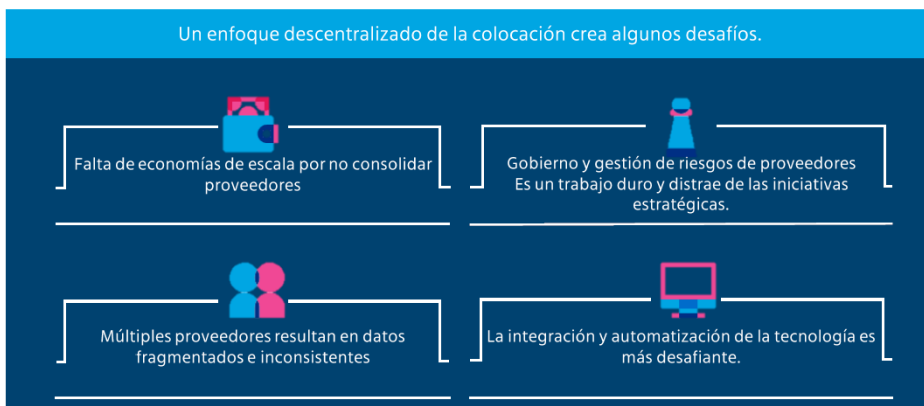 Un enfoque descentralizado de la colocación crea algunos desafíos.
Falta de economías de escala por no consolidar
proveedores
Gobierno y gestión de riesgos de proveedores
Es un trabajo duro y distrae de las iniciativas
estratégicas.
Múltiples proveedores resultan en datos
fragmentados e inconsistentes
La integración y automatización de la tecnología es
más desafiante.